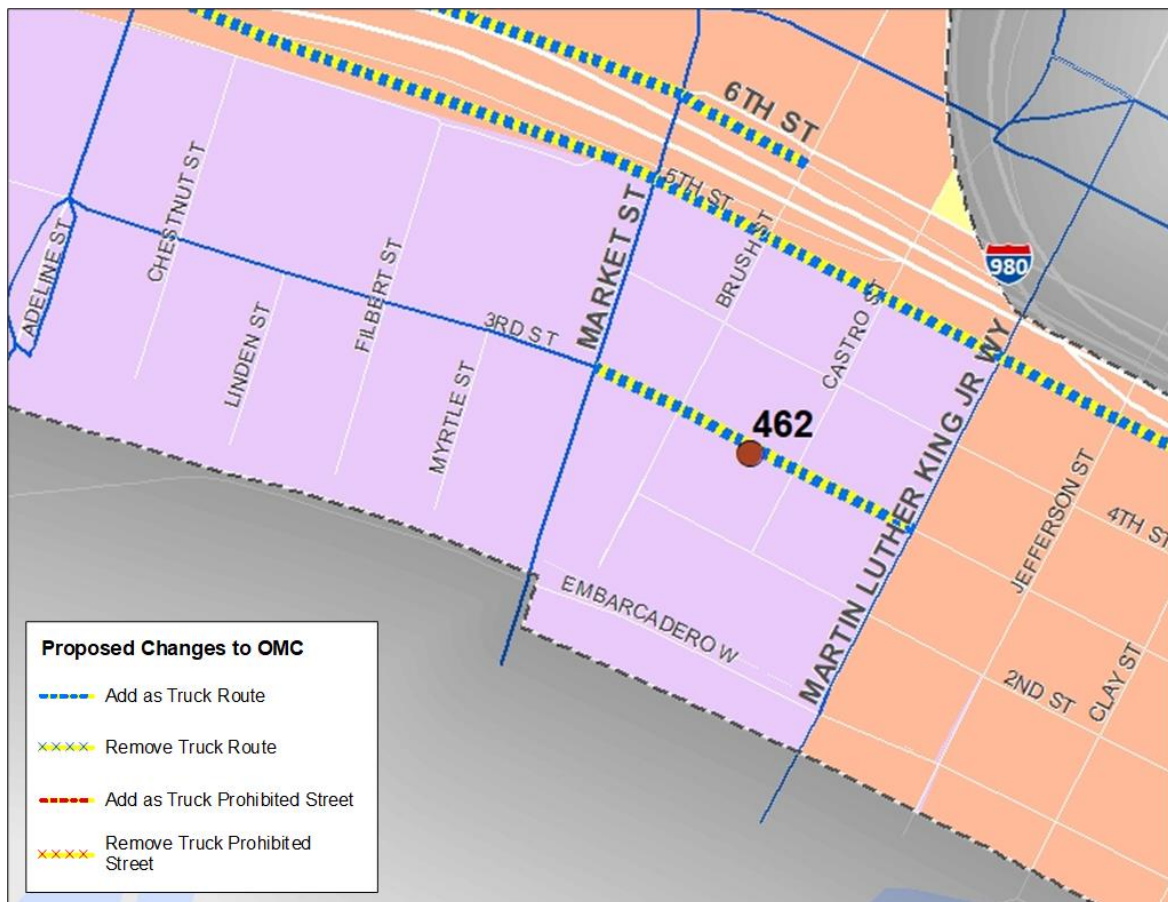 6TH ST
5TH ST
CHESTNUT ST
MARKET ST
BRUSH ST
980
ADELINE ST
FILBERT ST
CASTRO ST
LINDEN ST
3RD ST
MYRTLE ST
462
MARTIN LUTHER KING JR WY
JEFFERSON ST
4TH ST
EMBARCADERO W
2ND ST
CLAY ST
Proposed Changes to OMC
Add as Truck Route
Remove Truck Route
Add as Truck Prohibited Street
Remove Truck Prohibited
Street